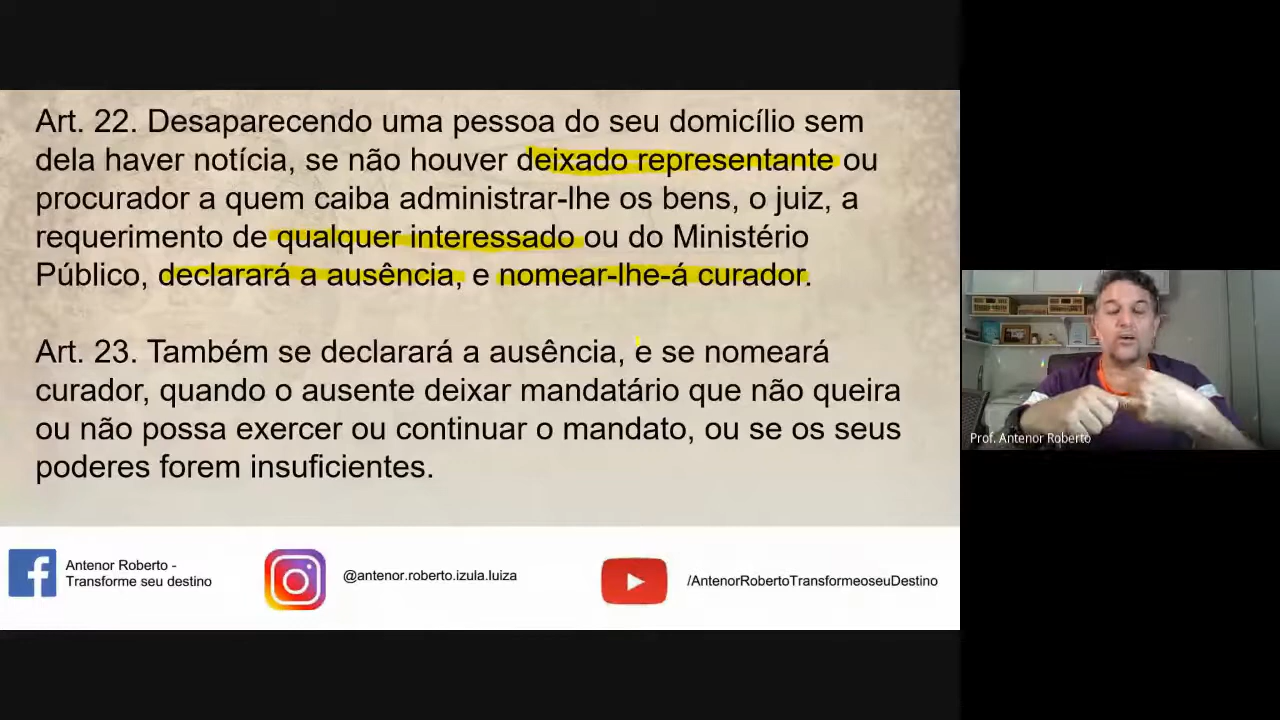 Art. 22. Desaparecendo uma pessoa do seu domicílio sem
dela haver notícia, se não houver deixado representante ou
procurador a quem caiba administrar-lhe os bens, o juiz, a
requerimento de qualquer interessado ou do Ministério
Público, declarará a ausência, e nomear-lhe-á curador.
Art. 23. Também se declarará a ausência, e se nomeará
curador, quando o ausente deixar mandatário que não queira
ou não possa exercer ou continuar o mandato, ou se os seus
poderes forem insuficientes.
Antenor Roberto -
Transforme seu destino
@antenor.roberto.izula.luiza
/AntenorRobertoTransformeoseuDestino
Prof. Antenor Roberto